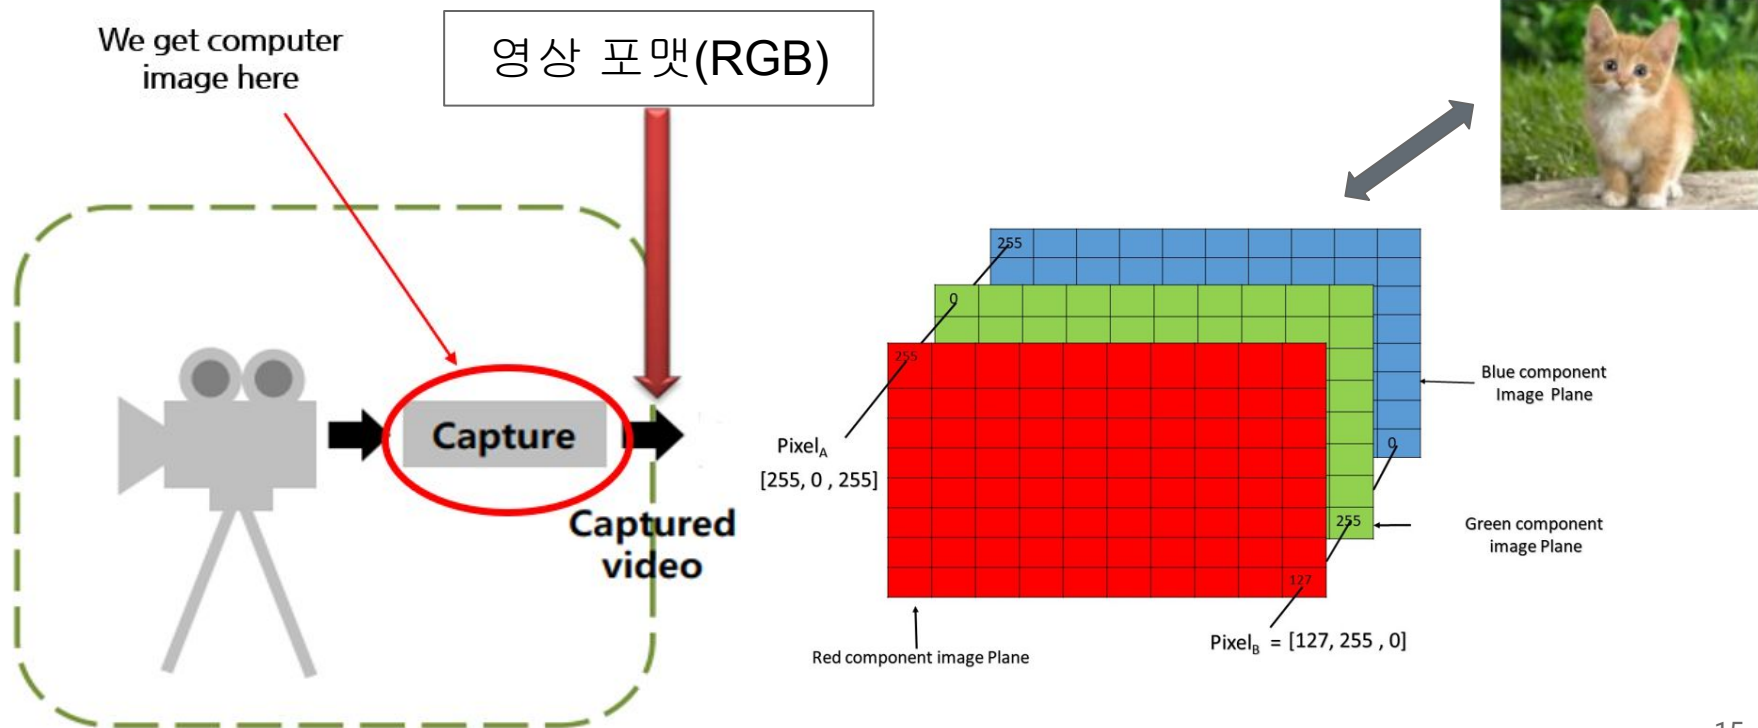 We get computer
image here
영상 포맷(RGB)
Capture
Captured
video
255
0
255
Pixel_A
[255, 0 , 255]
Blue component
Image Plane
0
255
Green component
image Plane
127
Pixel_B = [127, 255 , 0]
Red component image Plane